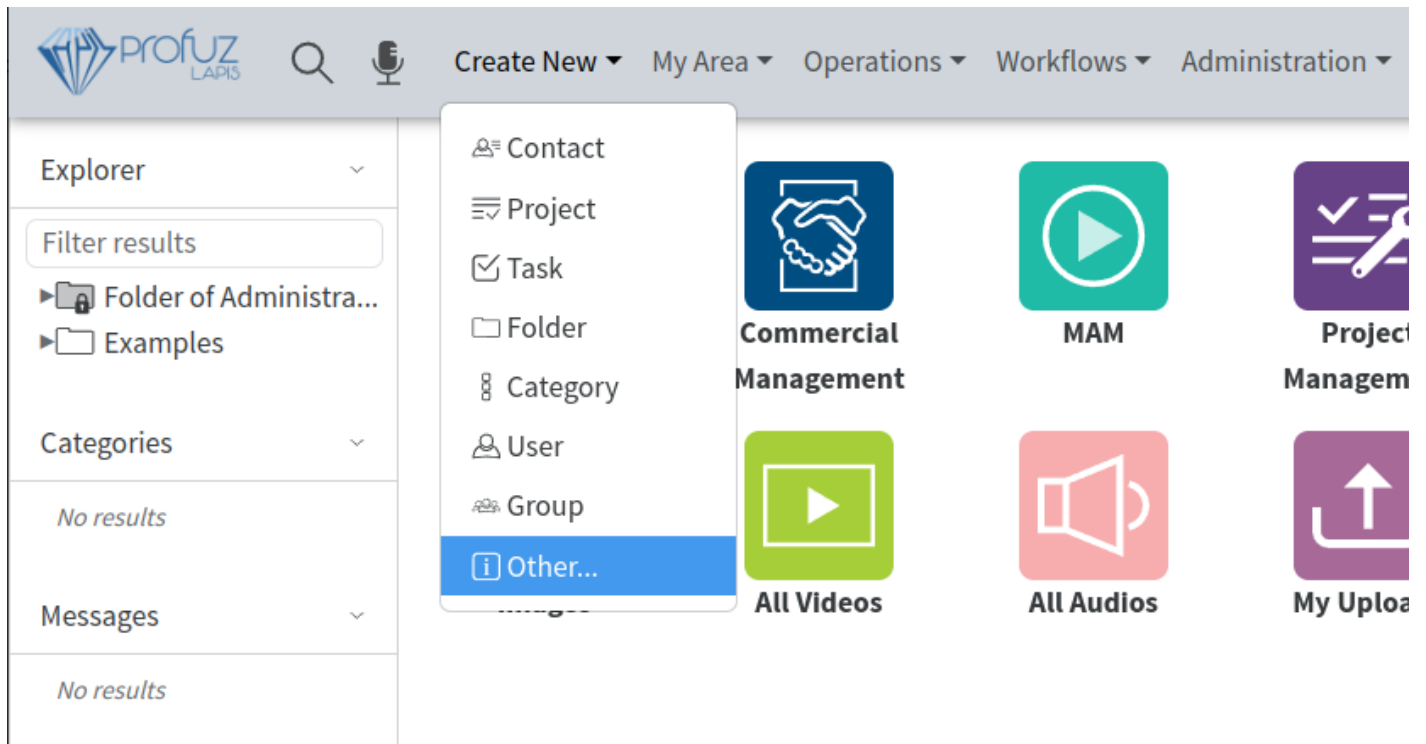 PROFUZ
LAPIS
Create New
My Area
Operations
Workflows
Administration
Explorer
Filter results
Folder of Administra...
Examples
Categories
No results
Messages
No results
Contact
Project
Task
Folder
Category
User
Group
i Other...
Commercial
Management
MAM
Project
Managem
Images
All Videos
All Audios
My Uploa